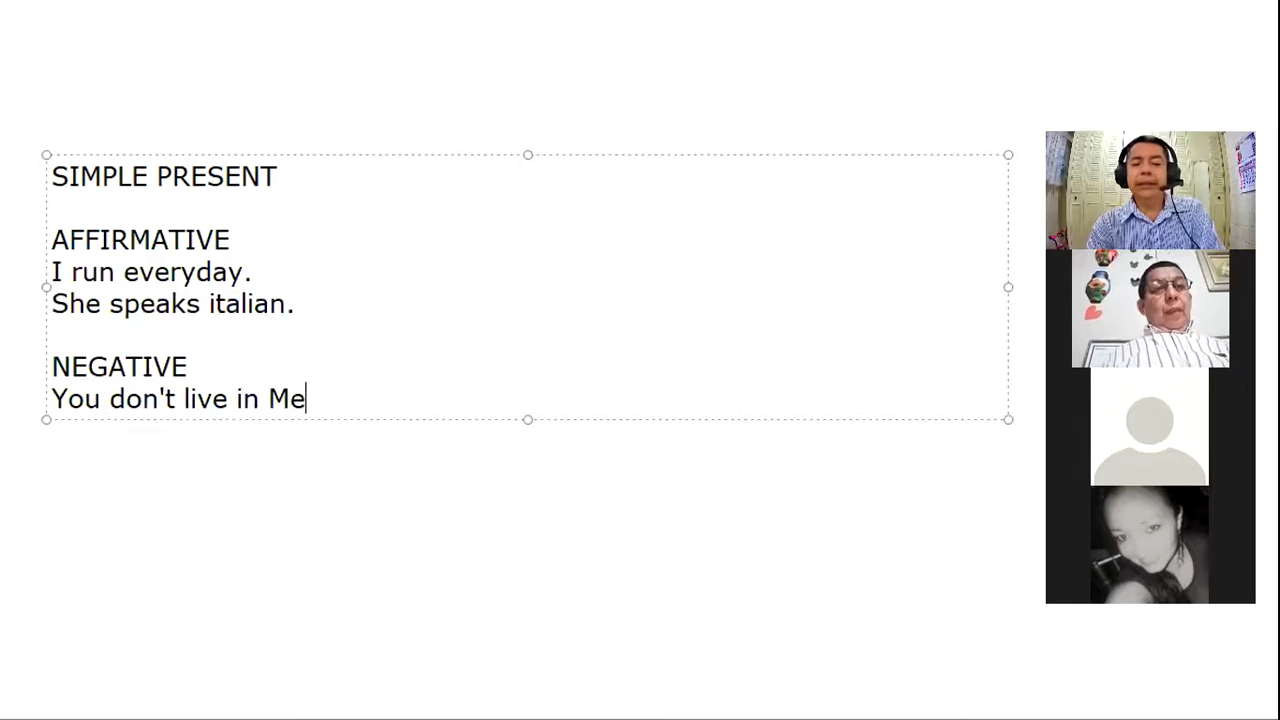 SIMPLE PRESENT
AFFIRMATIVE
I run everyday.
She speaks italian.
NEGATIVE
You don't live in Me